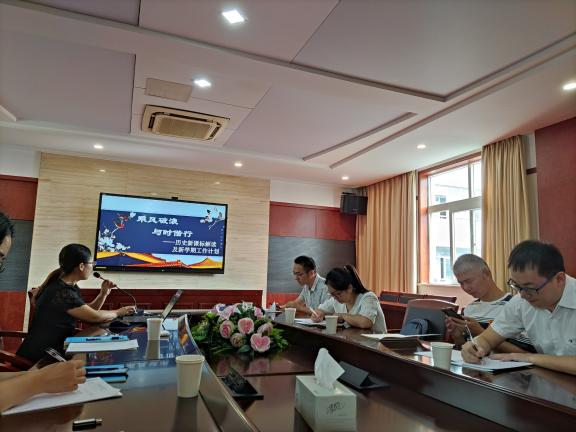 乘风破浪
与时偕行
——历史新课标解读
及新学期工作计划